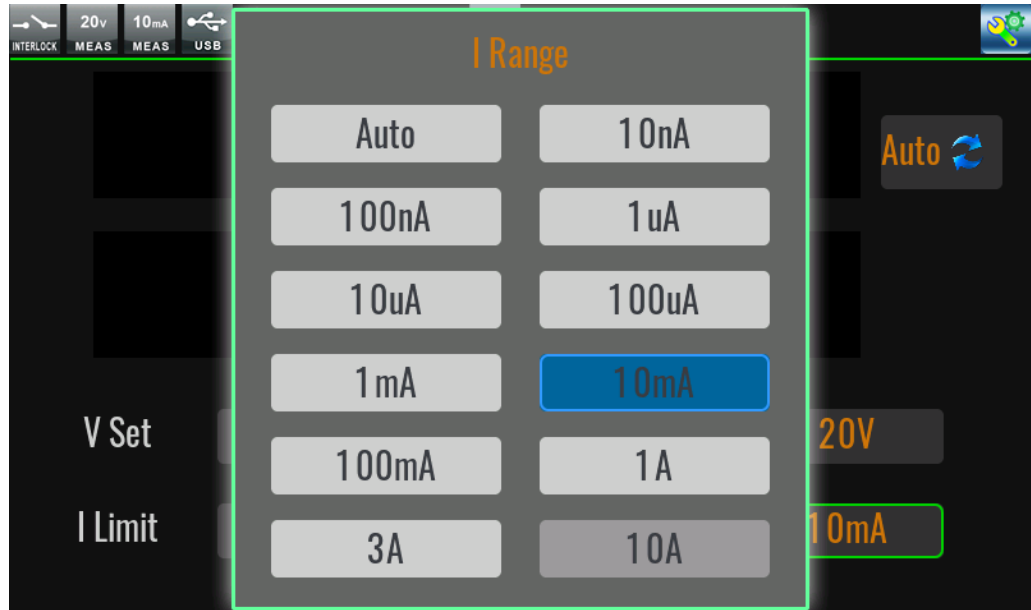 20V 10mA
INTERLOCK MEAS MEAS USB
I Range
Auto 10nA
Auto
100nA 1uA
10uA 100uA
1mA 10mA
V Set 20V
100mA 1A
I Limit 10mA
3A 10A